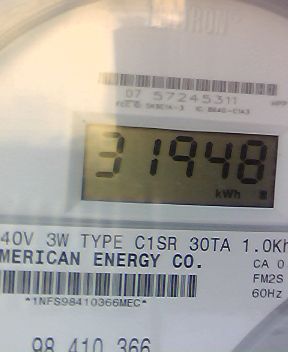 TRON
07 57245311
31948
kWh
40V 3W TYPE C1SR 30TA 1.0Kh
MERICAN ENERGY CO.
CA 0
FM2S
60Hz
*1NFS98410366MEC*
98 410 366